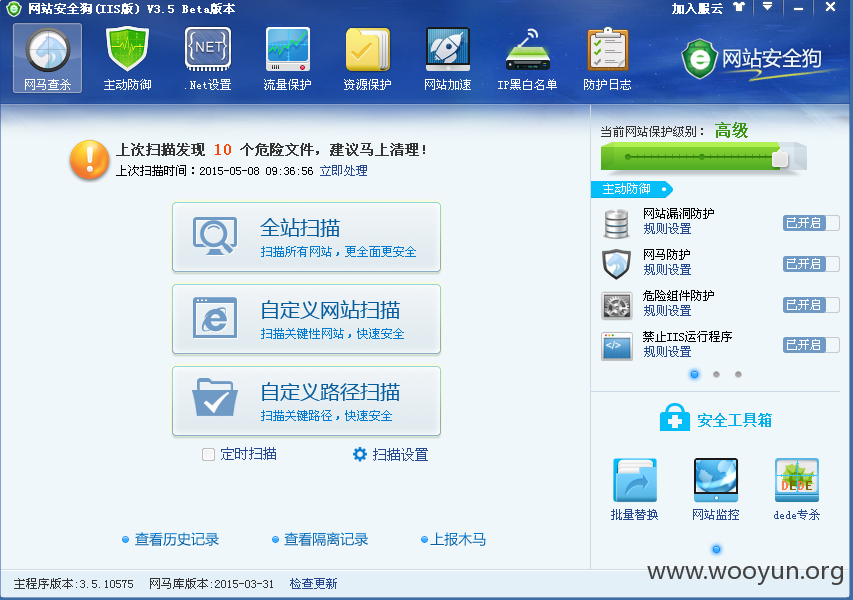 网站安全狗(IIS版) V3.5 Beta版本
加入服云
网马查杀
主动防御
.Net设置
流量保护
资源保护
网站加速
IP黑白名单
防护日志
网站安全狗
NET
上次扫描发现 10 个危险文件，建议马上清理！
上次扫描时间：2015-05-08 09:36:56 立即处理
全站扫描
扫描所有网站，更全面更安全
自定义网站扫描
扫描关键性网站，快速安全
自定义路径扫描
扫描关键路径，快速安全
定时扫描
扫描设置
查看历史记录
查看隔离记录
上报木马
当前网站保护级别： 高级
主动防御
网站漏洞防护
规则设置
已开启
网马防护
规则设置
已开启
危险组件防护
规则设置
已开启
禁止IIS运行程序
规则设置
已开启
安全工具箱
批量替换
网站监控
DEDE
dede专杀
主程序版本:3.5.10575 网马库版本:2015-03-31 检查更新
www.wooyun.org